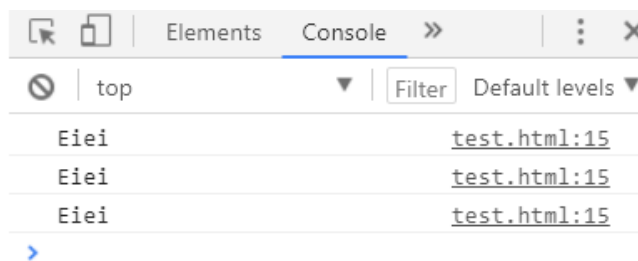 Elements Console »
top Filter Default levels
Eiei test.html:15
Eiei test.html:15
Eiei test.html:15